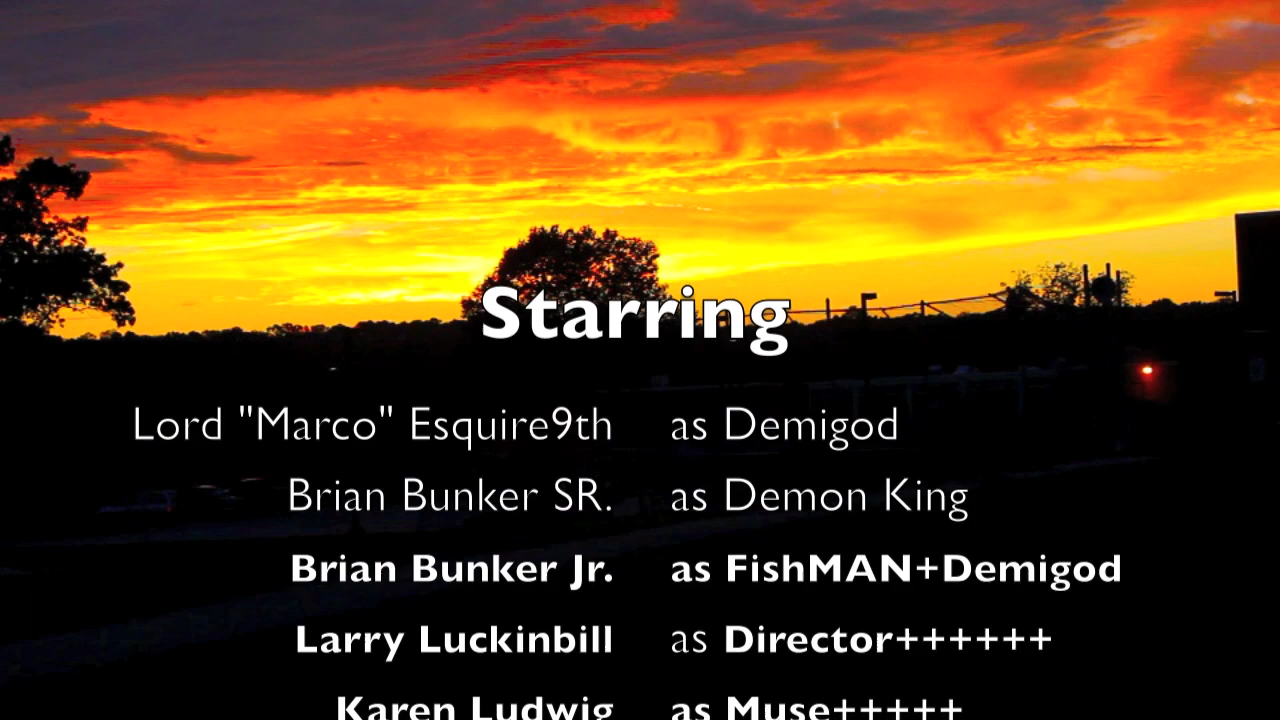 Starring
Lord "Marco" Esquire9th as Demigod
Brian Bunker SR. as Demon King
Brian Bunker Jr. as FishMAN+Demigod
Larry Luckinbill as Director++++++
Karen Ludwig as Muse+++++